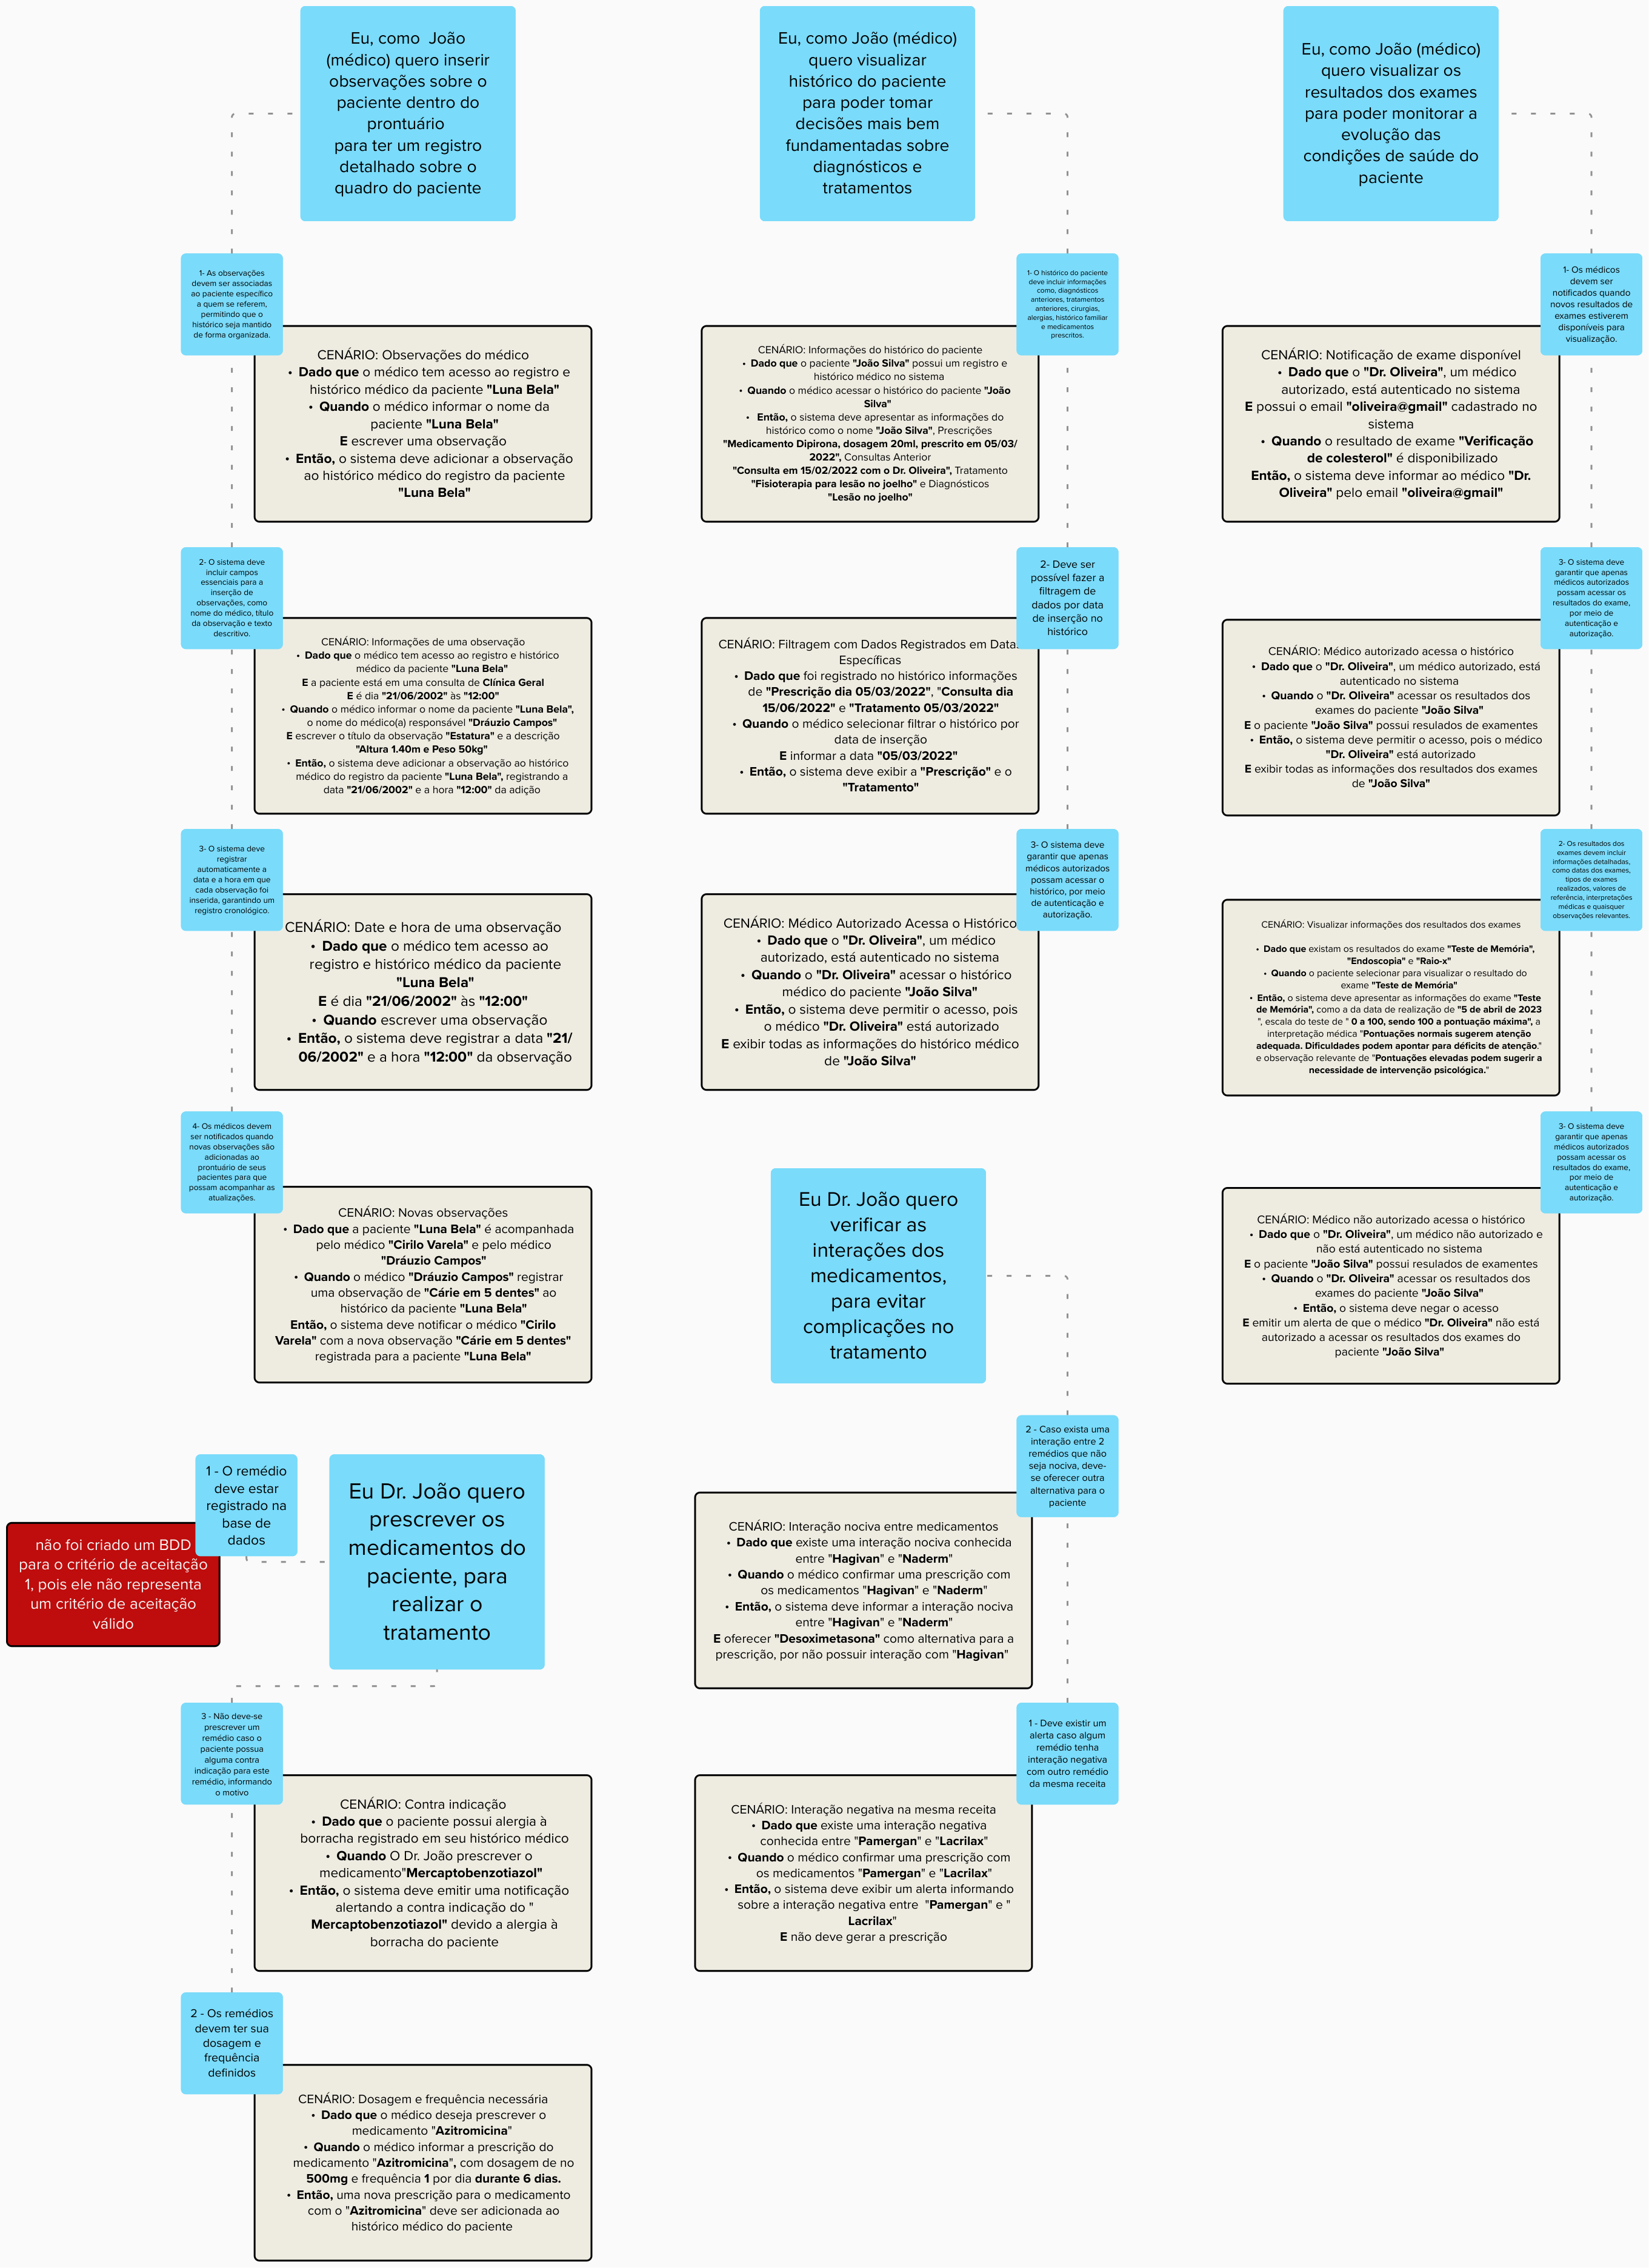 Eu, como  João
(médico) quero inserir
observações sobre o
paciente dentro do
prontuário
para ter um registro
detalhado sobre o
quadro do paciente
1- As observações
devem ser associadas
ao paciente específico
a quem se referem,
permitindo que o
histórico seja mantido
de forma organizada.
CENÁRIO: Observações do médico
• Dado que o médico tem acesso ao registro e
histórico médico da paciente "Luna Bela"
• Quando o médico informar o nome da
paciente "Luna Bela"
E escrever uma observação
• Então, o sistema deve adicionar a observação
ao histórico médico do registro da paciente
"Luna Bela"
2- O sistema deve
incluir campos
essenciais para a
inserção de
observações, como
nome do médico, título
da observação e texto
descritivo.
CENÁRIO: Informações de uma observação
• Dado que o médico tem acesso ao registro e histórico
médico da paciente "Luna Bela"
E a paciente está em uma consulta de Clínica Geral
E é dia "21/06/2002" às "12:00"
• Quando o médico informar o nome da paciente "Luna Bela",
o nome do médico(a) responsável "Dráuzio Campos"
E escrever o título da observação "Estatura" e a descrição
"Altura 1.40m e Peso 50kg"
• Então, o sistema deve adicionar a observação ao histórico
médico do registro da paciente "Luna Bela", registrando a
data "21/06/2002" e a hora "12:00" da adição
3- O sistema deve
registrar
automaticamente a
data e a hora em que
cada observação foi
inserida, garantindo um
registro cronológico.
CENÁRIO: Date e hora de uma observação
• Dado que o médico tem acesso ao
registro e histórico médico da paciente
"Luna Bela"
E é dia "21/06/2002" às "12:00"
• Quando escrever uma observação
• Então, o sistema deve registrar a data "21/
06/2002" e a hora "12:00" da observação
4- Os médicos devem
ser notificados quando
novas observações são
adicionadas ao
prontuário de seus
pacientes para que
possam acompanhar as
atualizações.
CENÁRIO: Novas observações
• Dado que a paciente "Luna Bela" é acompanhada
pelo médico "Cirilo Varela" e pelo médico
"Dráuzio Campos"
• Quando o médico "Dráuzio Campos" registrar
uma observação de "Cárie em 5 dentes" ao
histórico da paciente "Luna Bela"
Então, o sistema deve notificar o médico "Cirilo
Varela" com a nova observação "Cárie em 5 dentes"
registrada para a paciente "Luna Bela"
Eu, como João (médico)
quero visualizar
histórico do paciente
para poder tomar
decisões mais bem
fundamentadas sobre
diagnósticos e
tratamentos
1- O histórico do paciente
deve incluir informações
como, diagnósticos
anteriores, tratamentos
anteriores, cirurgias,
alergias, histórico familiar
e medicamentos
prescritos.
CENÁRIO: Informações do histórico do paciente
• Dado que o paciente "João Silva" possui um registro e
histórico médico no sistema
• Quando o médico acessar o histórico do paciente "João
Silva"
• Então, o sistema deve apresentar as informações do
histórico como o nome "João Silva", Prescrições
"Medicamento Dipirona, dosagem 20ml, prescrito em 05/03/
2022", Consultas Anterior
"Consulta em 15/02/2022 com o Dr. Oliveira", Tratamento
"Fisioterapia para lesão no joelho" e Diagnósticos
"Lesão no joelho"
2- Deve ser
possível fazer a
filtragem de
dados por data
de inserção no
histórico
CENÁRIO: Filtragem com Dados Registrados em Data
Específicas
• Dado que foi registrado no histórico informações
de "Prescrição dia 05/03/2022", "Consulta dia
15/06/2022" e "Tratamento 05/03/2022"
• Quando o médico selecionar filtrar o histórico por
data de inserção
E informar a data "05/03/2022"
• Então, o sistema deve exibir a "Prescrição" e o
"Tratamento"
3- O sistema deve
garantir que apenas
médicos autorizados
possam acessar o
histórico, por meio
de autenticação e
autorização.
CENÁRIO: Médico Autorizado Acessa o Histórico
• Dado que o "Dr. Oliveira", um médico
autorizado, está autenticado no sistema
• Quando o "Dr. Oliveira" acessar o histórico
médico do paciente "João Silva"
• Então, o sistema deve permitir o acesso, pois
o médico "Dr. Oliveira" está autorizado
E exibir todas as informações do histórico médico
de "João Silva"
Eu, como João (médico)
quero visualizar os
resultados dos exames
para poder monitorar a
evolução das
condições de saúde do
paciente
1- Os médicos
devem ser
notificados quando
novos resultados de
exames estiverem
disponíveis para
visualização.
CENÁRIO: Notificação de exame disponível
• Dado que o "Dr. Oliveira", um médico
autorizado, está autenticado no sistema
E possui o email "oliveira@gmail" cadastrado no
sistema
• Quando o resultado de exame "Verificação
de colesterol" é disponibilizado
Então, o sistema deve informar ao médico "Dr.
Oliveira" pelo email "oliveira@gmail"
3- O sistema deve
garantir que apenas
médicos autorizados
possam acessar os
resultados do exame,
por meio de
autenticação e
autorização.
CENÁRIO: Médico autorizado acessa o histórico
• Dado que o "Dr. Oliveira", um médico autorizado, está
autenticado no sistema
• Quando o "Dr. Oliveira" acessar os resultados dos
exames do paciente "João Silva"
E o paciente "João Silva" possui resulados de examentes
• Então, o sistema deve permitir o acesso, pois o médico
"Dr. Oliveira" está autorizado
E exibir todas as informações dos resultados dos exames
de "João Silva"
2- Os resultados dos
exames devem incluir
informações detalhadas,
como datas dos exames,
tipos de exames
realizados, valores de
referência, interpretações
médicas e quaisquer
observações relevantes.
CENÁRIO: Visualizar informações dos resultados dos exames
• Dado que existam os resultados do exame "Teste de Memória",
"Endoscopia" e "Raio-x"
• Quando o paciente selecionar para visualizar o resultado do
exame "Teste de Memória"
• Então, o sistema deve apresentar as informações do exame "Teste
de Memória", como a da data de realização de "5 de abril de 2023
", escala do teste de " 0 a 100, sendo 100 a pontuação máxima", a
interpretação médica "Pontuações normais sugerem atenção
adequada. Dificuldades podem apontar para déficits de atenção."
e observação relevante de "Pontuações elevadas podem sugerir a
necessidade de intervenção psicológica."
3- O sistema deve
garantir que apenas
médicos autorizados
possam acessar os
resultados do exame,
por meio de
autenticação e
autorização.
CENÁRIO: Médico não autorizado acessa o histórico
• Dado que o "Dr. Oliveira", um médico não autorizado e
não está autenticado no sistema
E o paciente "João Silva" possui resulados de examentes
• Quando o "Dr. Oliveira" acessar os resultados dos
exames do paciente "João Silva"
• Então, o sistema deve negar o acesso
E emitir um alerta de que o médico "Dr. Oliveira" não está
autorizado a acessar os resultados dos exames do
paciente "João Silva"
Eu Dr. João quero
verificar as
interações dos
medicamentos,
para evitar
complicações no
tratamento
2 - Caso exista uma
interação entre 2
remédios que não
seja nociva, deve-
se oferecer outra
alternativa para o
paciente
CENÁRIO: Interação nociva entre medicamentos
• Dado que existe uma interação nociva conhecida
entre "Hagivan" e "Naderm"
• Quando o médico confirmar uma prescrição com
os medicamentos "Hagivan" e "Naderm"
• Então, o sistema deve informar a interação nociva
entre "Hagivan" e "Naderm"
E oferecer "Desoximetasona" como alternativa para a
prescrição, por não possuir interação com "Hagivan"
1 - Deve existir um
alerta caso algum
remédio tenha
interação negativa
com outro remédio
da mesma receita
CENÁRIO: Interação negativa na mesma receita
• Dado que existe uma interação negativa
conhecida entre "Pamergan" e "Lacrilax"
• Quando o médico confirmar uma prescrição com
os medicamentos "Pamergan" e "Lacrilax"
• Então, o sistema deve exibir um alerta informando
sobre a interação negativa entre  "Pamergan" e "
Lacrilax"
E não deve gerar a prescrição
Eu Dr. João quero
prescrever os
medicamentos do
paciente, para
realizar o
tratamento
1 - O remédio
deve estar
registrado na
base de
dados
não foi criado um BDD
para o critério de aceitação
1, pois ele não representa
um critério de aceitação
válido
3 - Não deve-se
prescrever um
remédio caso o
paciente possua
alguma contra
indicação para este
remédio, informando
o motivo
CENÁRIO: Contra indicação
• Dado que o paciente possui alergia à
borracha registrado em seu histórico médico
• Quando O Dr. João prescrever o
medicamento"Mercaptobenzotiazol"
• Então, o sistema deve emitir uma notificação
alertando a contra indicação do "
Mercaptobenzotiazol" devido a alergia à
borracha do paciente
2 - Os remédios
devem ter sua
dosagem e
frequência
definidos
CENÁRIO: Dosagem e frequência necessária
• Dado que o médico deseja prescrever o
medicamento "Azitromicina"
• Quando o médico informar a prescrição do
medicamento "Azitromicina", com dosagem de no
500mg e frequência 1 por dia durante 6 dias.
• Então, uma nova prescrição para o medicamento
com o "Azitromicina" deve ser adicionada ao
histórico médico do paciente